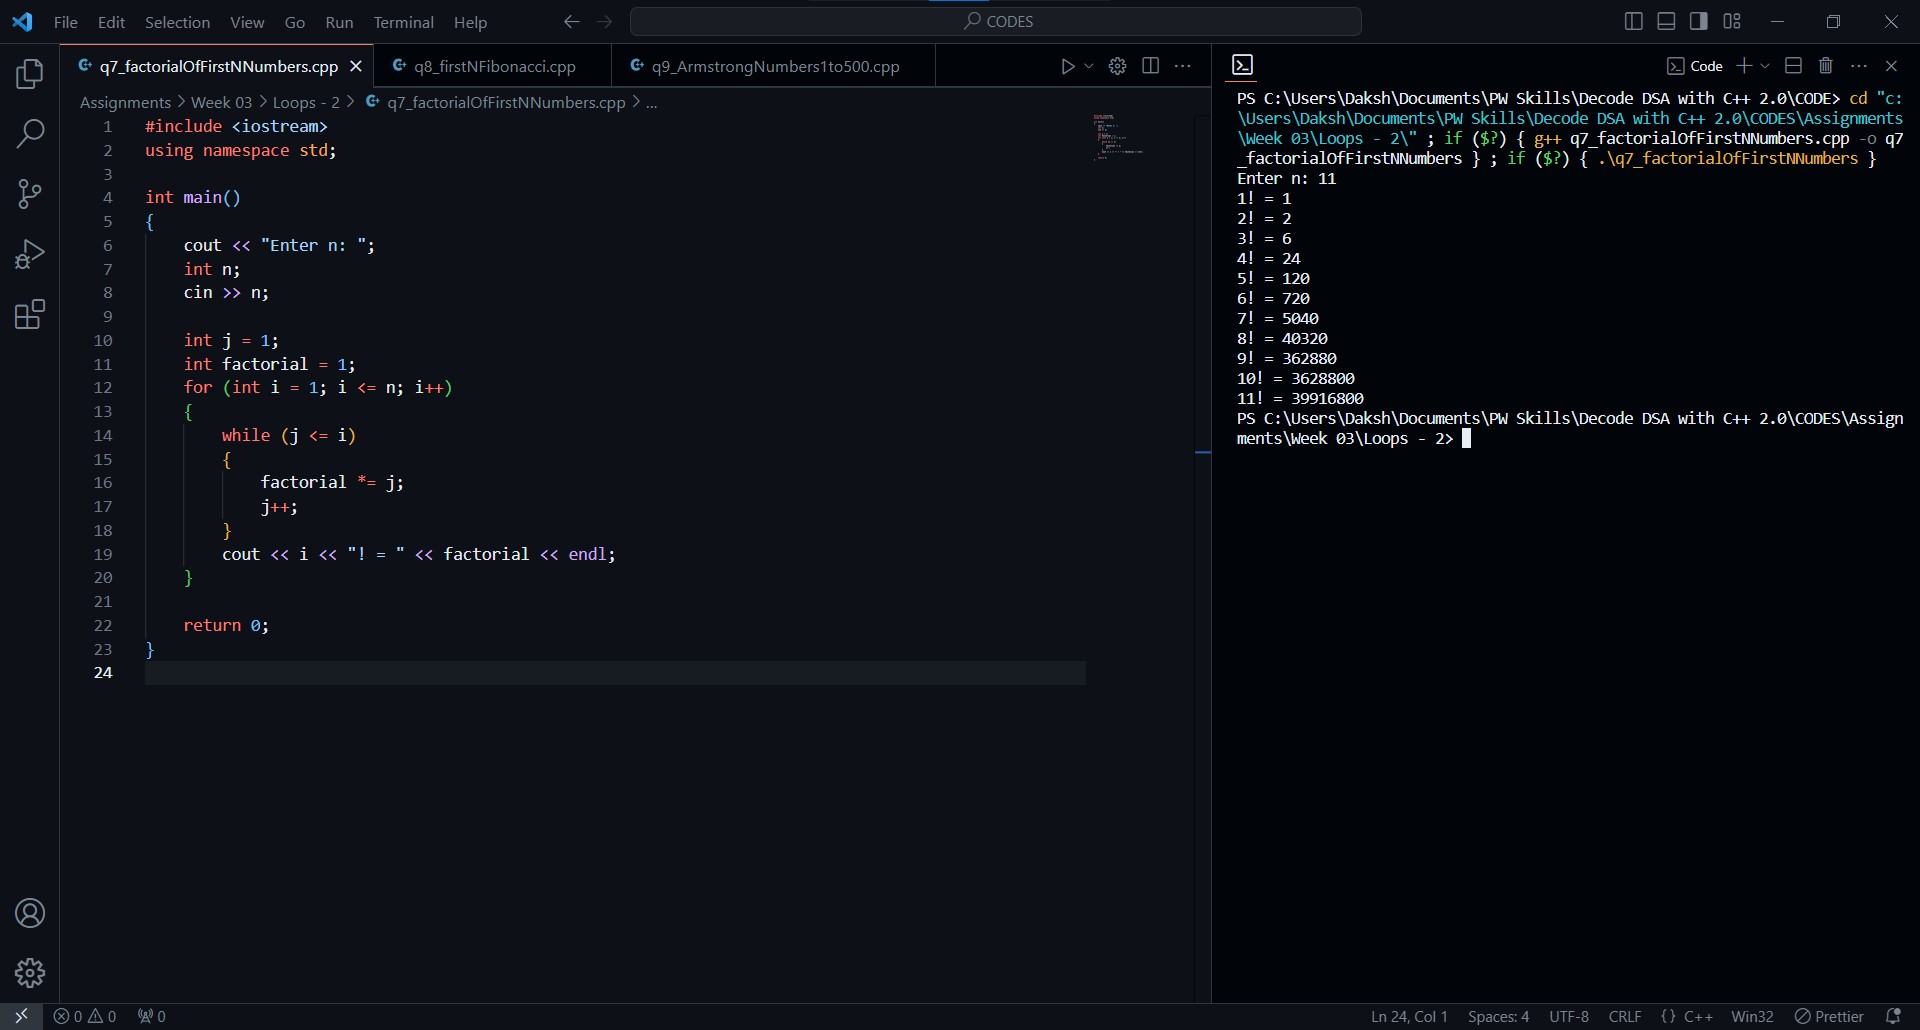 File Edit Selection View Go Run Terminal Help
CODES
q7_factorialOfFirstNNumbers.cpp
q8_firstNFibonacci.cpp
q9_ArmstrongNumbers1to500.cpp
Assignments > Week 03 > Loops - 2 > q7_factorialOfFirstNNumbers.cpp > ...
1 #include <iostream>
2 using namespace std;
3
4 int main()
5 {
6 cout << "Enter n: ";
7 int n;
8 cin >> n;
9
10 int j = 1;
11 int factorial = 1;
12 for (int i = 1; i <= n; i++)
13 {
14 while (j <= i)
15 {
16 factorial *= j;
17 j++;
18 }
19 cout << i << "! = " << factorial << endl;
20 }
21
22 return 0;
23 }
24
Code
PS C:\Users\Daksh\Documents\PW Skills\Decode DSA with C++ 2.0\CODE> cd "c:
\Users\Daksh\Documents\PW Skills\Decode DSA with C++ 2.0\CODES\Assignments
\Week 03\Loops - 2\" ; if ($?) { g++ q7_factorialOfFirstNNumbers.cpp -o q7
_factorialOfFirstNNumbers } ; if ($?) { .\q7_factorialOfFirstNNumbers }
Enter n: 11
1! = 1
2! = 2
3! = 6
4! = 24
5! = 120
6! = 720
7! = 5040
8! = 40320
9! = 362880
10! = 3628800
11! = 39916800
PS C:\Users\Daksh\Documents\PW Skills\Decode DSA with C++ 2.0\CODES\Assign
ments\Week 03\Loops - 2>
0 0 0
Ln 24, Col 1 Spaces: 4 UTF-8 CRLF {} C++ Win32 Prettier